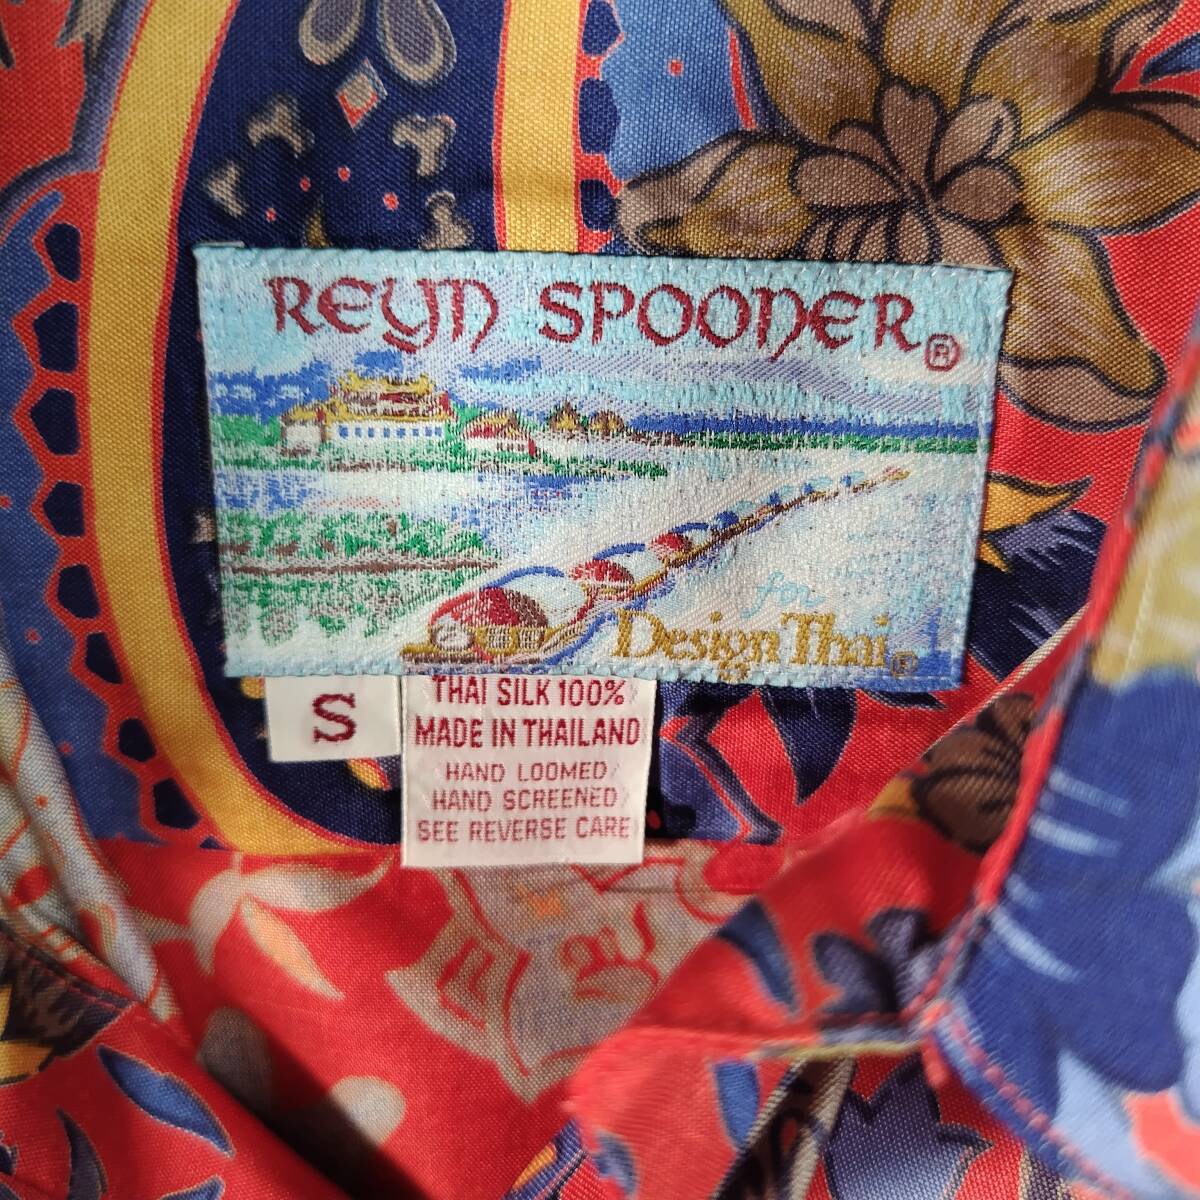 REYN SPOONER®
for
Design Thai®
S
THAI SILK 100%
MADE IN THAILAND
HAND LOOMED
HAND SCREENED
SEE REVERSE CARE